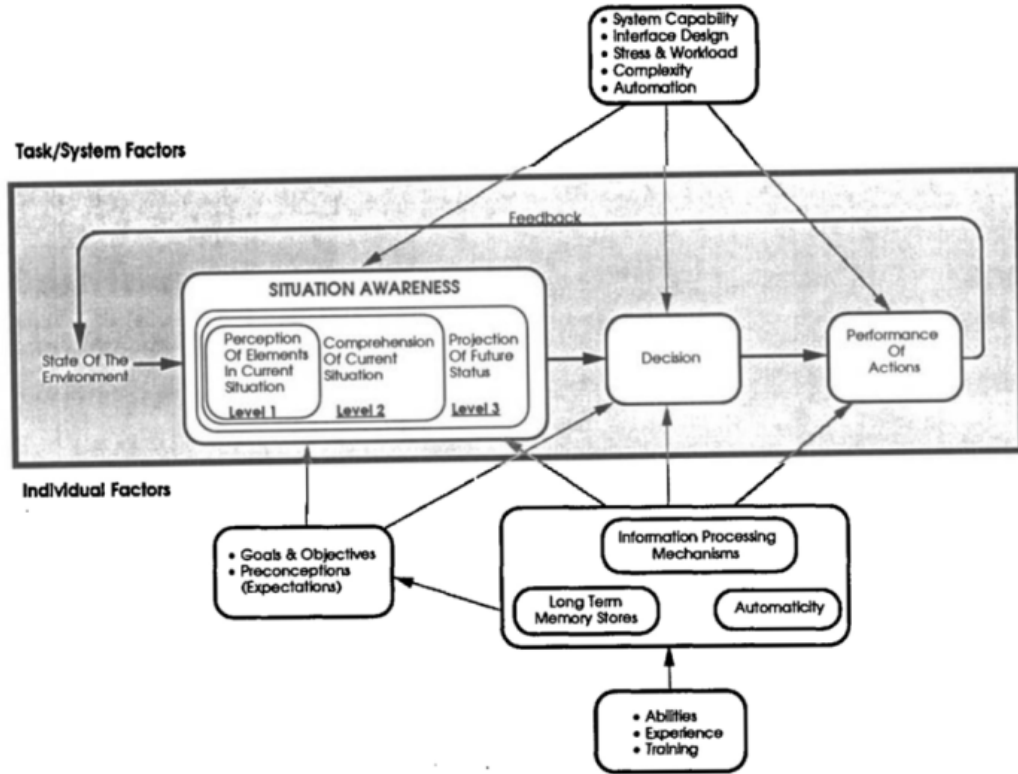 • System Capability
• Interface Design
• Stress & Workload
• Complexity
• Automation
Task/System Factors
Feedback
SITUATION AWARENESS
State Of The
Environment
Perception
Of Elements
In Current
Situation
Level 1
Comprehension
Of Current
Situation
Level 2
Projection
Of Future
Status
Level 3
Decision
Performance
Of
Actions
Individual Factors
• Goals & Objectives
• Preconceptions
(Expectations)
Information Processing
Mechanisms
Long Term
Memory Stores
Automaticity
• Abilities
• Experience
• Training